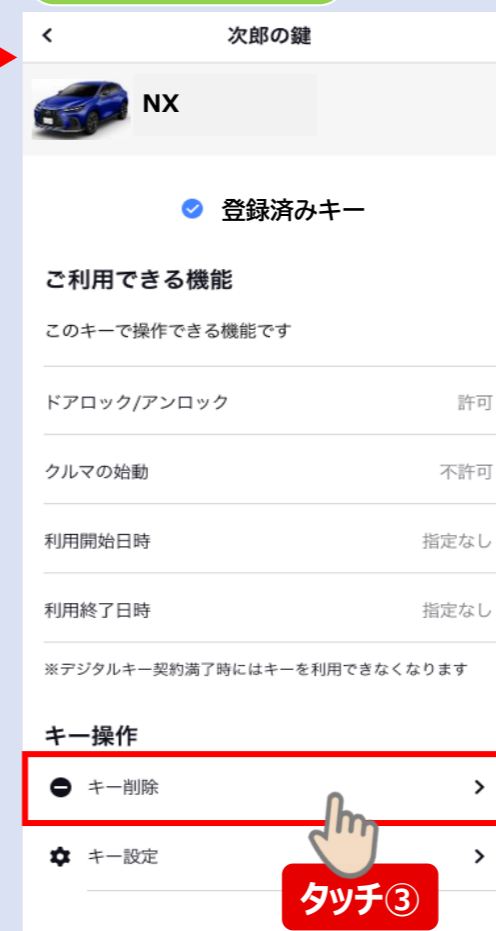 次郎の鍵
NX
登録済みキー
ご利用できる機能
このキーで操作できる機能です
ドアロック/アンロック 許可
クルマの始動 不許可
利用開始日時 指定なし
利用終了日時 指定なし
※デジタルキー契約満了時にはキーを利用できなくなります
キー操作
キー削除
キー設定
タッチ③